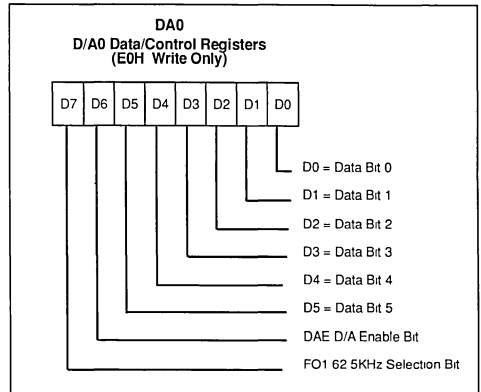 DA0
D/A0 Data/Control Registers
(E0H Write Only)
D7 D6 D5 D4 D3 D2 D1 D0
D0 = Data Bit 0
D1 = Data Bit 1
D2 = Data Bit 2
D3 = Data Bit 3
D4 = Data Bit 4
D5 = Data Bit 5
DAE D/A Enable Bit
FO1 62 5KHz Selection Bit